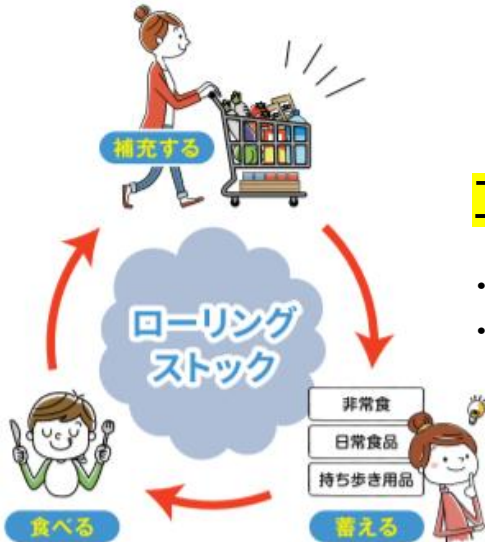 補充する
ローリング
ストック
非常食
日常食品
持ち歩き用品
食べる
蓄える